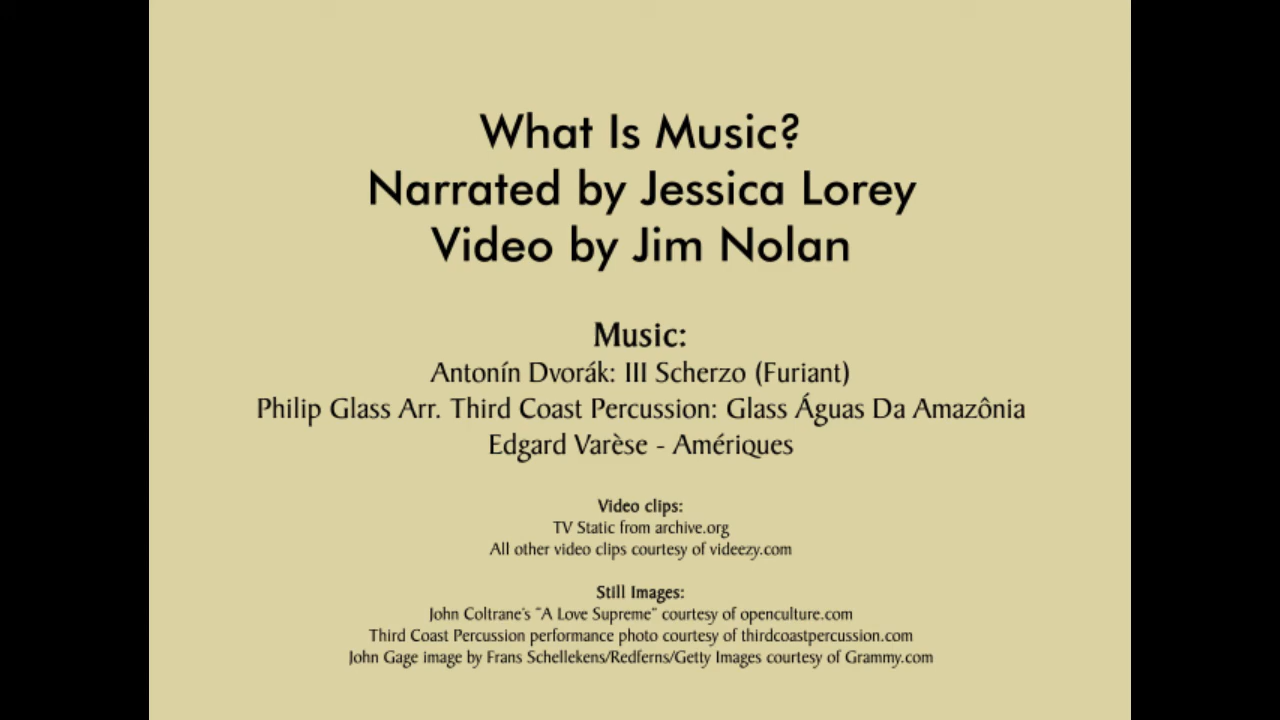 What Is Music?
Narrated by Jessica Lorey
Video by Jim Nolan
Music:
Antonín Dvorák: III Scherzo (Furiant)
Philip Glass Arr. Third Coast Percussion: Glass Águas Da Amazônia
Edgard Varèse - Amériques
Video clips:
TV Static from archive.org
All other video clips courtesy of videezy.com
Still Images:
John Coltrane's "A Love Supreme" courtesy of openculture.com
Third Coast Percussion performance photo courtesy of thirdcoastpercussion.com
John Gage image by Frans Schellekens/Redferns/Getty Images courtesy of Grammy.com